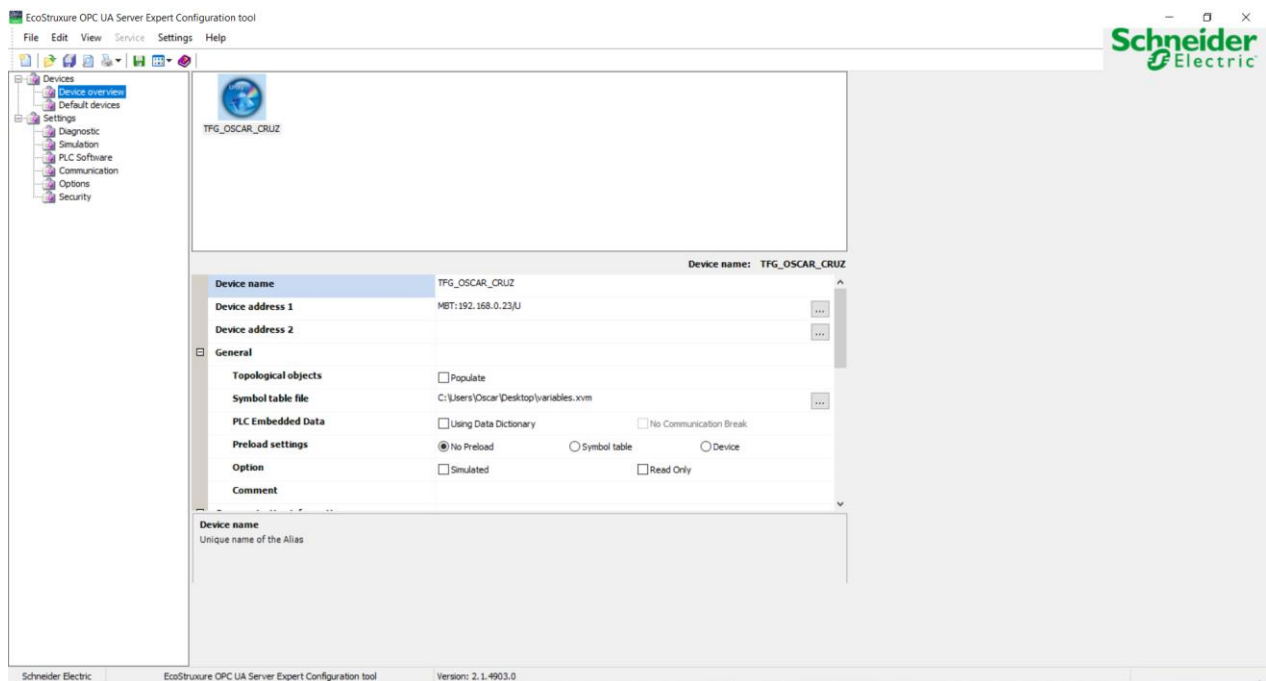 EcoStruxure OPC UA Server Expert Configuration tool
File Edit View Service Settings Help
Schneider Electric
Devices
Device overview
Default devices
Settings
Diagnostic
Simulation
PLC Software
Communication
Options
Security
TFG_OSCAR_CRUZ
Device name: TFG_OSCAR_CRUZ
Device name TFG_OSCAR_CRUZ
Device address 1 MBT:192.168.0.23/U ...
Device address 2 ...
General
Topological objects Populate
Symbol table file C:\Users\Oscar\Desktop\variables.xvm ...
PLC Embedded Data Using Data Dictionary No Communication Break
Preload settings No Preload Symbol table Device
Option Simulated Read Only
Comment
Device name
Unique name of the Alias
Schneider Electric EcoStruxure OPC UA Server Expert Configuration tool Version: 2.1.4903.0